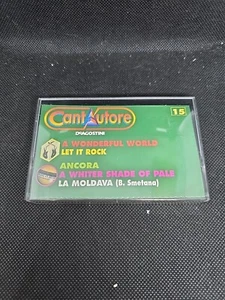 CantAutore
15
DeAGOSTINI
A WONDERFUL WORLD
LET IT ROCK
ANCORA
A WHITER SHADE OF PALE
LA MOLDAVA (B. Smetana)